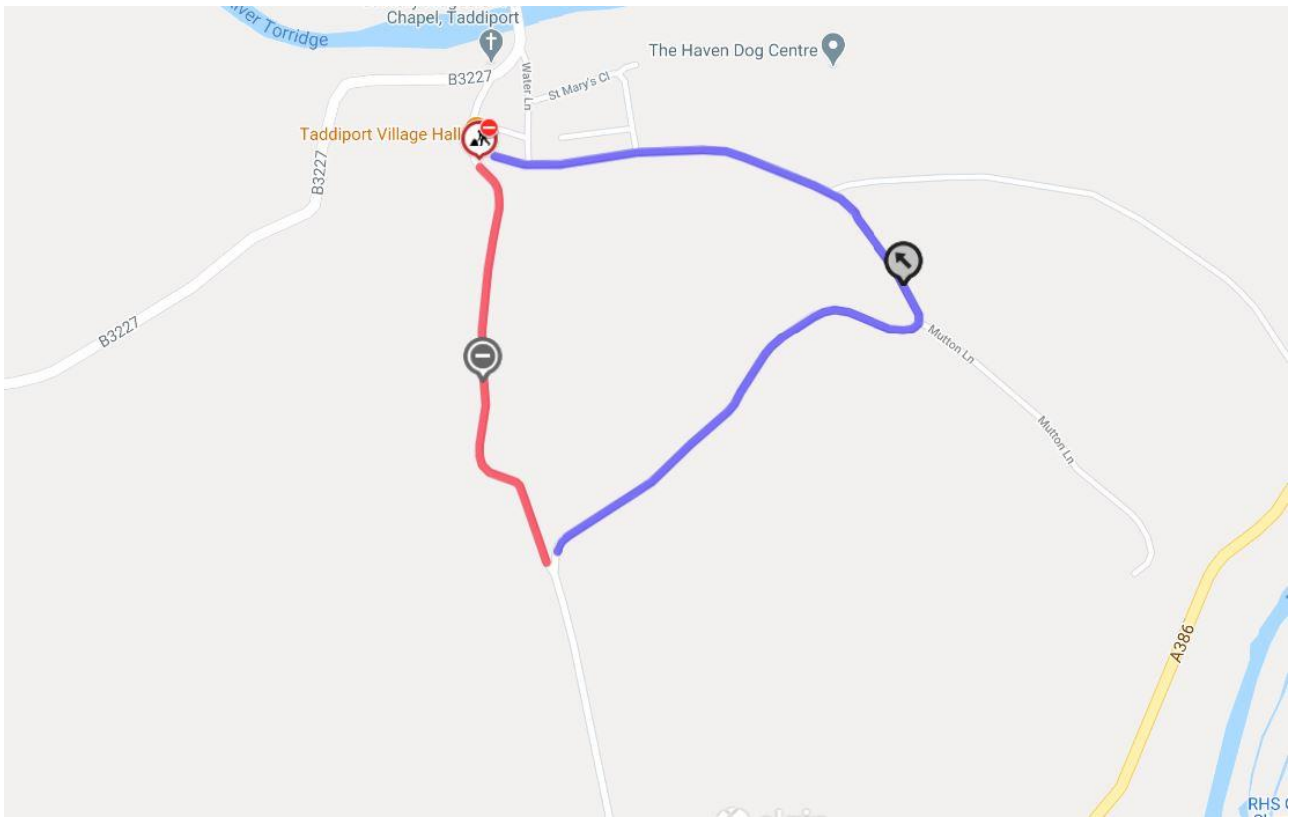 River Torridge
Chapel, Taddiport
B3227
Water Ln
St Mary's Cl
The Haven Dog Centre
Taddiport Village Hall
B3227
B3227
Mutton Ln
Mutton Ln
A386
RHS